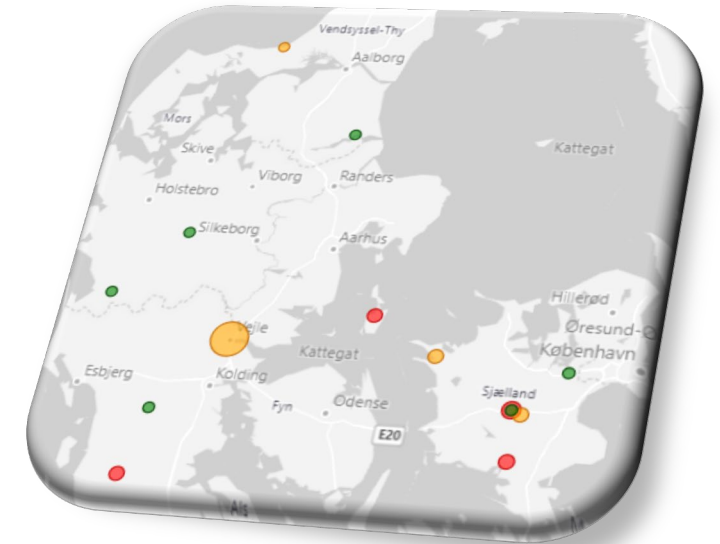 Vendsyssel-Thy
Aalborg
Mors
Skive
Kattegat
Viborg
Randers
Holstebro
Silkeborg
Aarhus
Hillerød
Øresund-
Vejle
Kattegat
København
Esbjerg
Kolding
Sjælland
Fyn
Odense
E20
Als